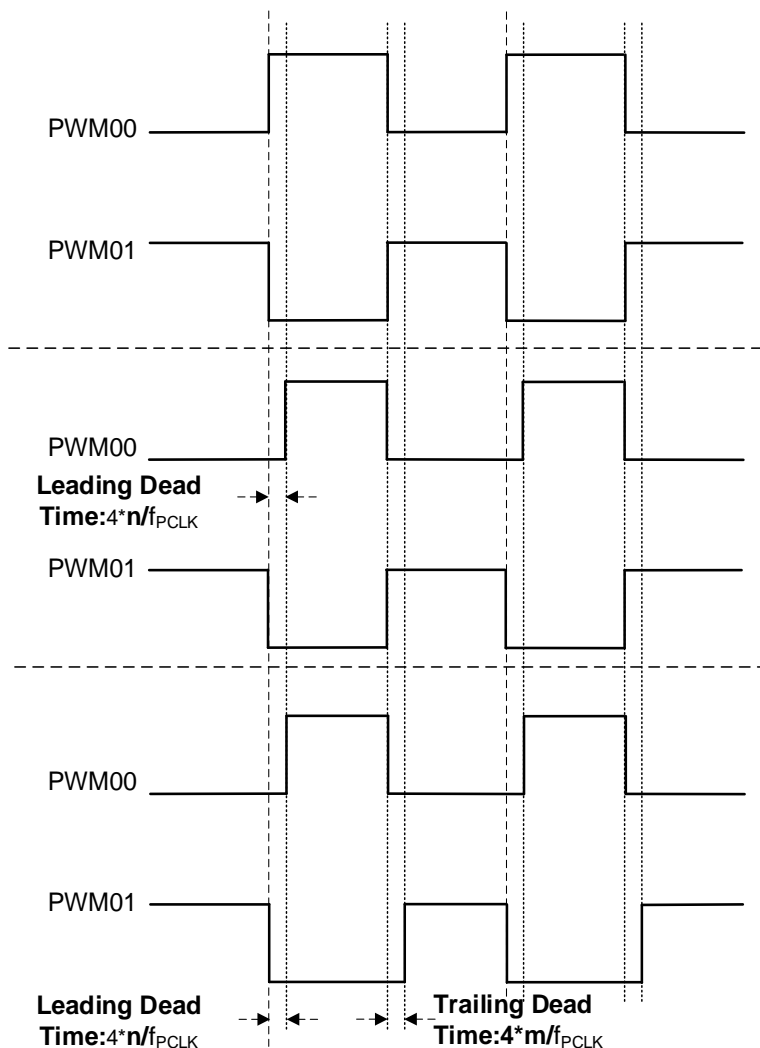 PWM00
PWM01
PWM00
Leading Dead
Time:4*n/fPCLK
PWM01
PWM00
PWM01
Leading Dead
Time:4*n/fPCLK
Trailing Dead
Time:4*m/fPCLK